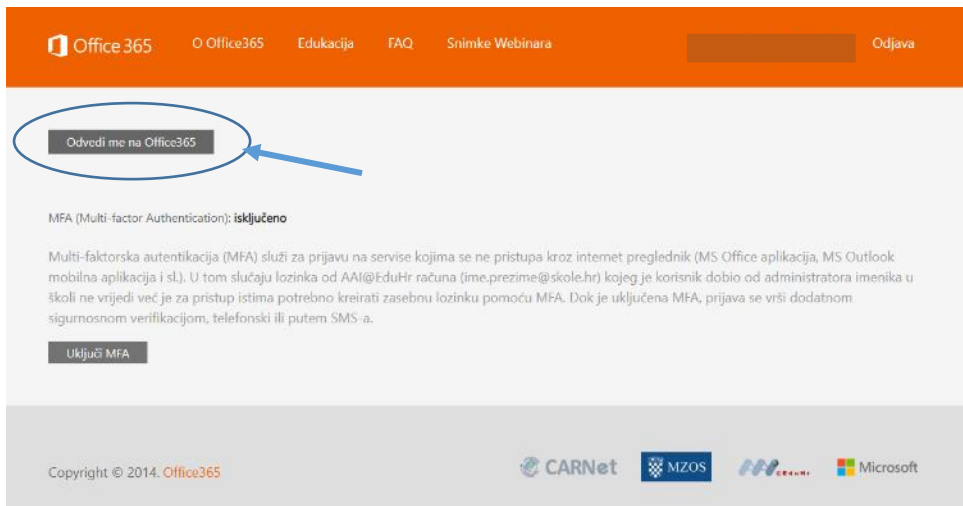 Office 365 O Office365 Edukacija FAQ Snimke Webinara Odjava
Odvedi me na Office365
MFA (Multi-factor Authentication): isključeno
Multi-faktorska autentikacija (MFA) služi za prijavu na servise kojima se ne pristupa kroz internet preglednik (MS Office aplikacija, MS Outlook
mobilna aplikacija i sl.). U tom slučaju lozinka od AAI@EduHr računa (ime.prezime@skole.hr) kojeg je korisnik dobio od administratora imenika u
školi ne vrijedi već je za pristup istima potrebno kreirati zasebnu lozinku pomoću MFA. Dok je uključena MFA, prijava se vrši dodatnom
sigurnosnom verifikacijom, telefonski ili putem SMS-a.
Uključi MFA
Copyright © 2014. Office365 CARNet MZOS Microsoft